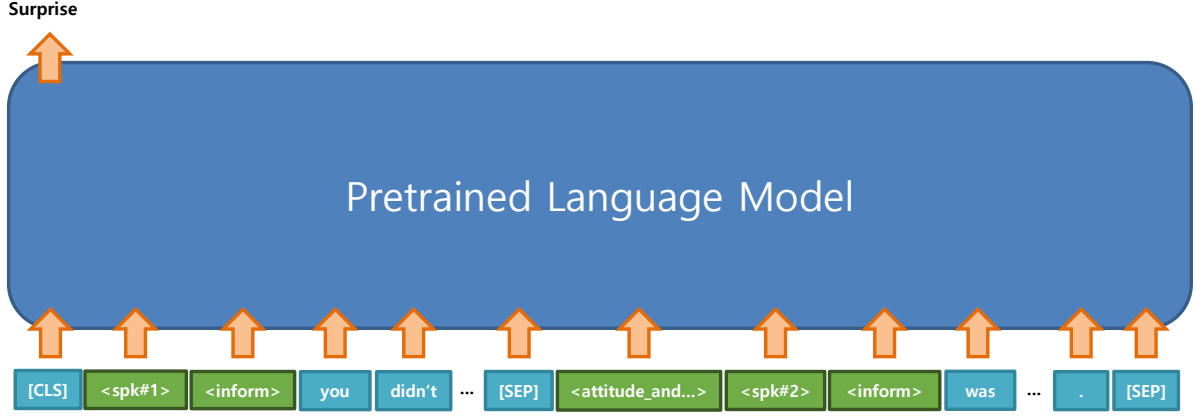 Surprise
Pretrained Language Model
[CLS] <spk#1> <inform> you didn't ... [SEP] <attitude_and...> <spk#2> <inform> was ... . [SEP]